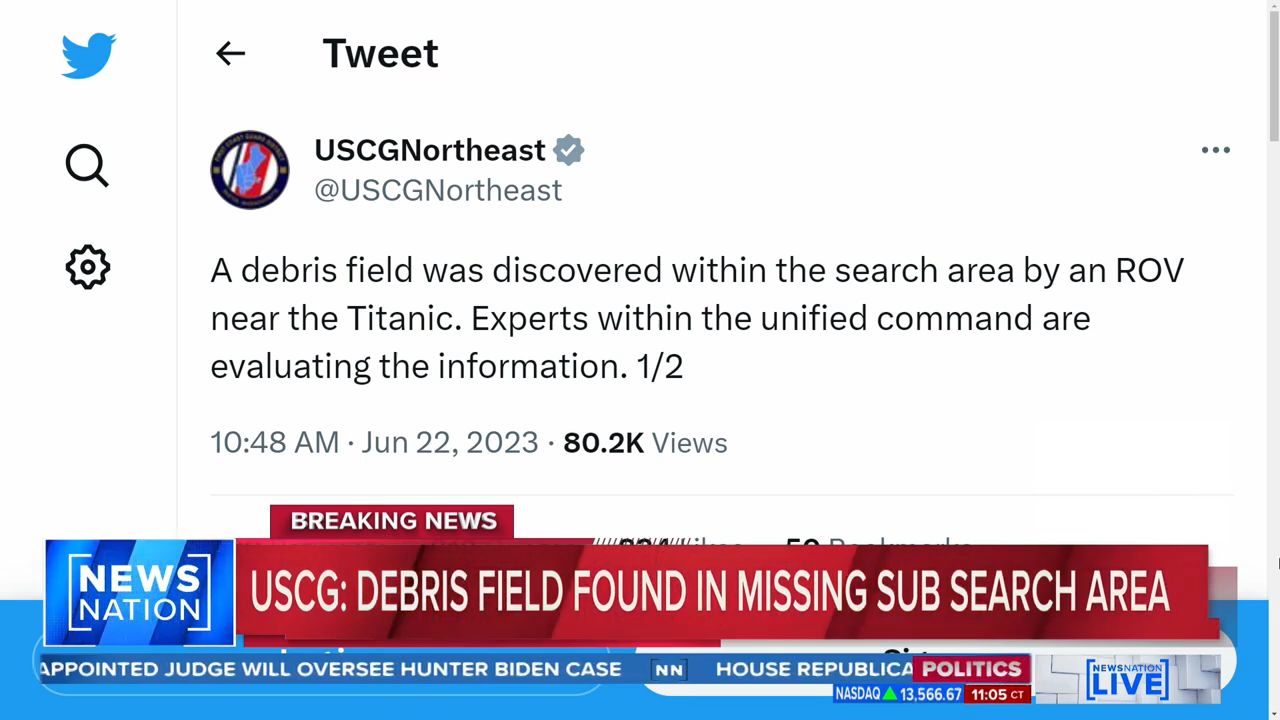 Tweet
USCGNortheast
@USCGNortheast
A debris field was discovered within the search area by an ROV
near the Titanic. Experts within the unified command are
evaluating the information. 1/2
10:48 AM · Jun 22, 2023 · 80.2K Views
BREAKING NEWS
NEWS
NATION
USCG: DEBRIS FIELD FOUND IN MISSING SUB SEARCH AREA
APPOINTED JUDGE WILL OVERSEE HUNTER BIDEN CASE NN HOUSE REPUBLICA
POLITICS
NEWSNATION
LIVE
NASDAQ 13,566.67 11:05 CT